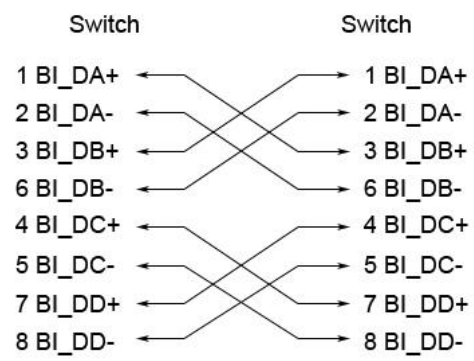 Switch Switch
1 BI_DA+ 1 BI_DA+
2 BI_DA- 2 BI_DA-
3 BI_DB+ 3 BI_DB+
6 BI_DB- 6 BI_DB-
4 BI_DC+ 4 BI_DC+
5 BI_DC- 5 BI_DC-
7 BI_DD+ 7 BI_DD+
8 BI_DD- 8 BI_DD-